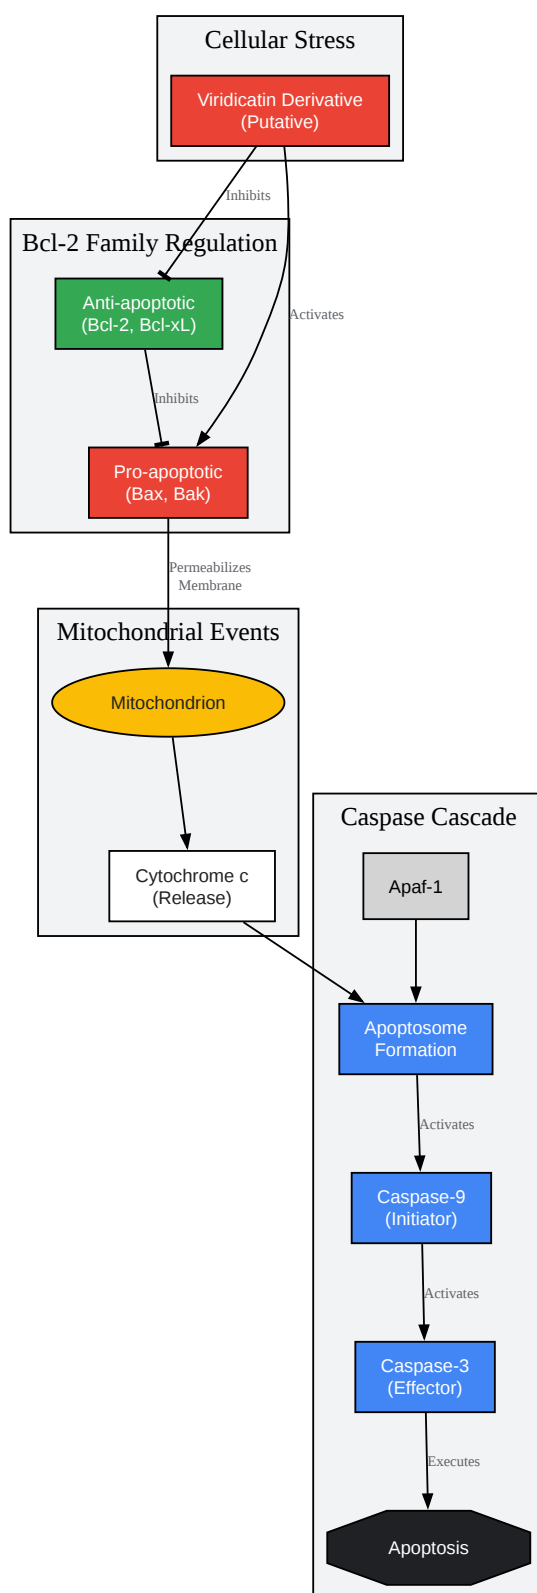 Cellular Stress
Viridicatin Derivative
(Putative)
Inhibits
Bcl-2 Family Regulation
Anti-apoptotic
(Bcl-2, Bcl-xL)
Activates
Inhibits
Pro-apoptotic
(Bax, Bak)
Permeabilizes
Membrane
Mitochondrial Events
Mitochondrion
Cytochrome c
(Release)
Caspase Cascade
Apaf-1
Apoptosome
Formation
Activates
Caspase-9
(Initiator)
Activates
Caspase-3
(Effector)
Executes
Apoptosis